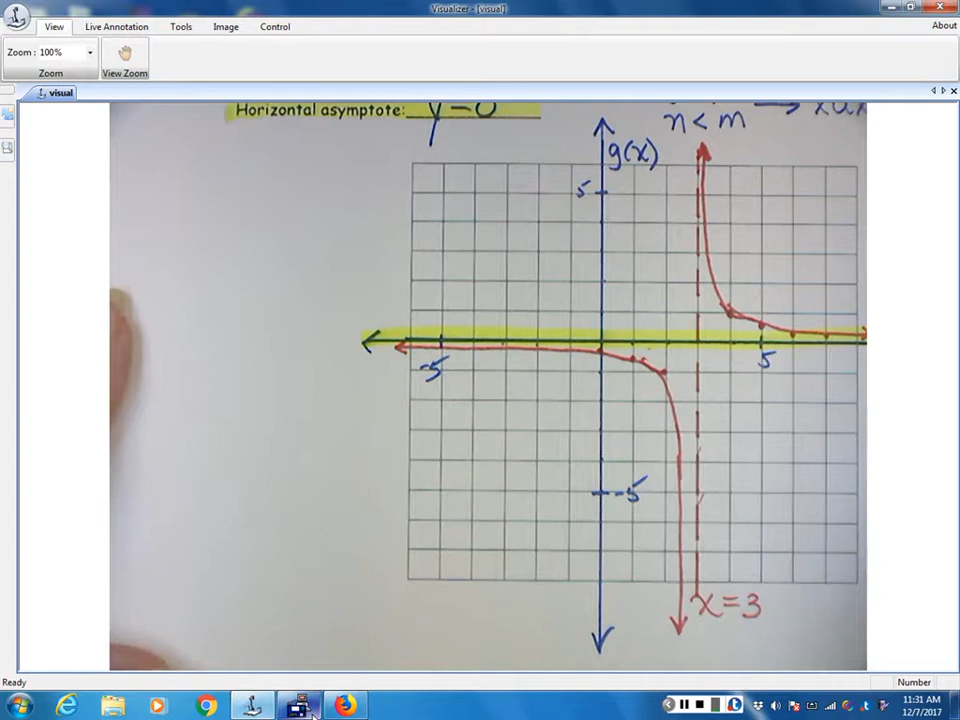 Visualizer - [visual]
View Live Annotation Tools Image Control About
Zoom : 100%
Zoom View Zoom
visual
Horizontal asymptote: y = 0
n < m
g(x)
5
-5
5
-5
x = 3
Ready Number
11:31 AM
12/7/2017